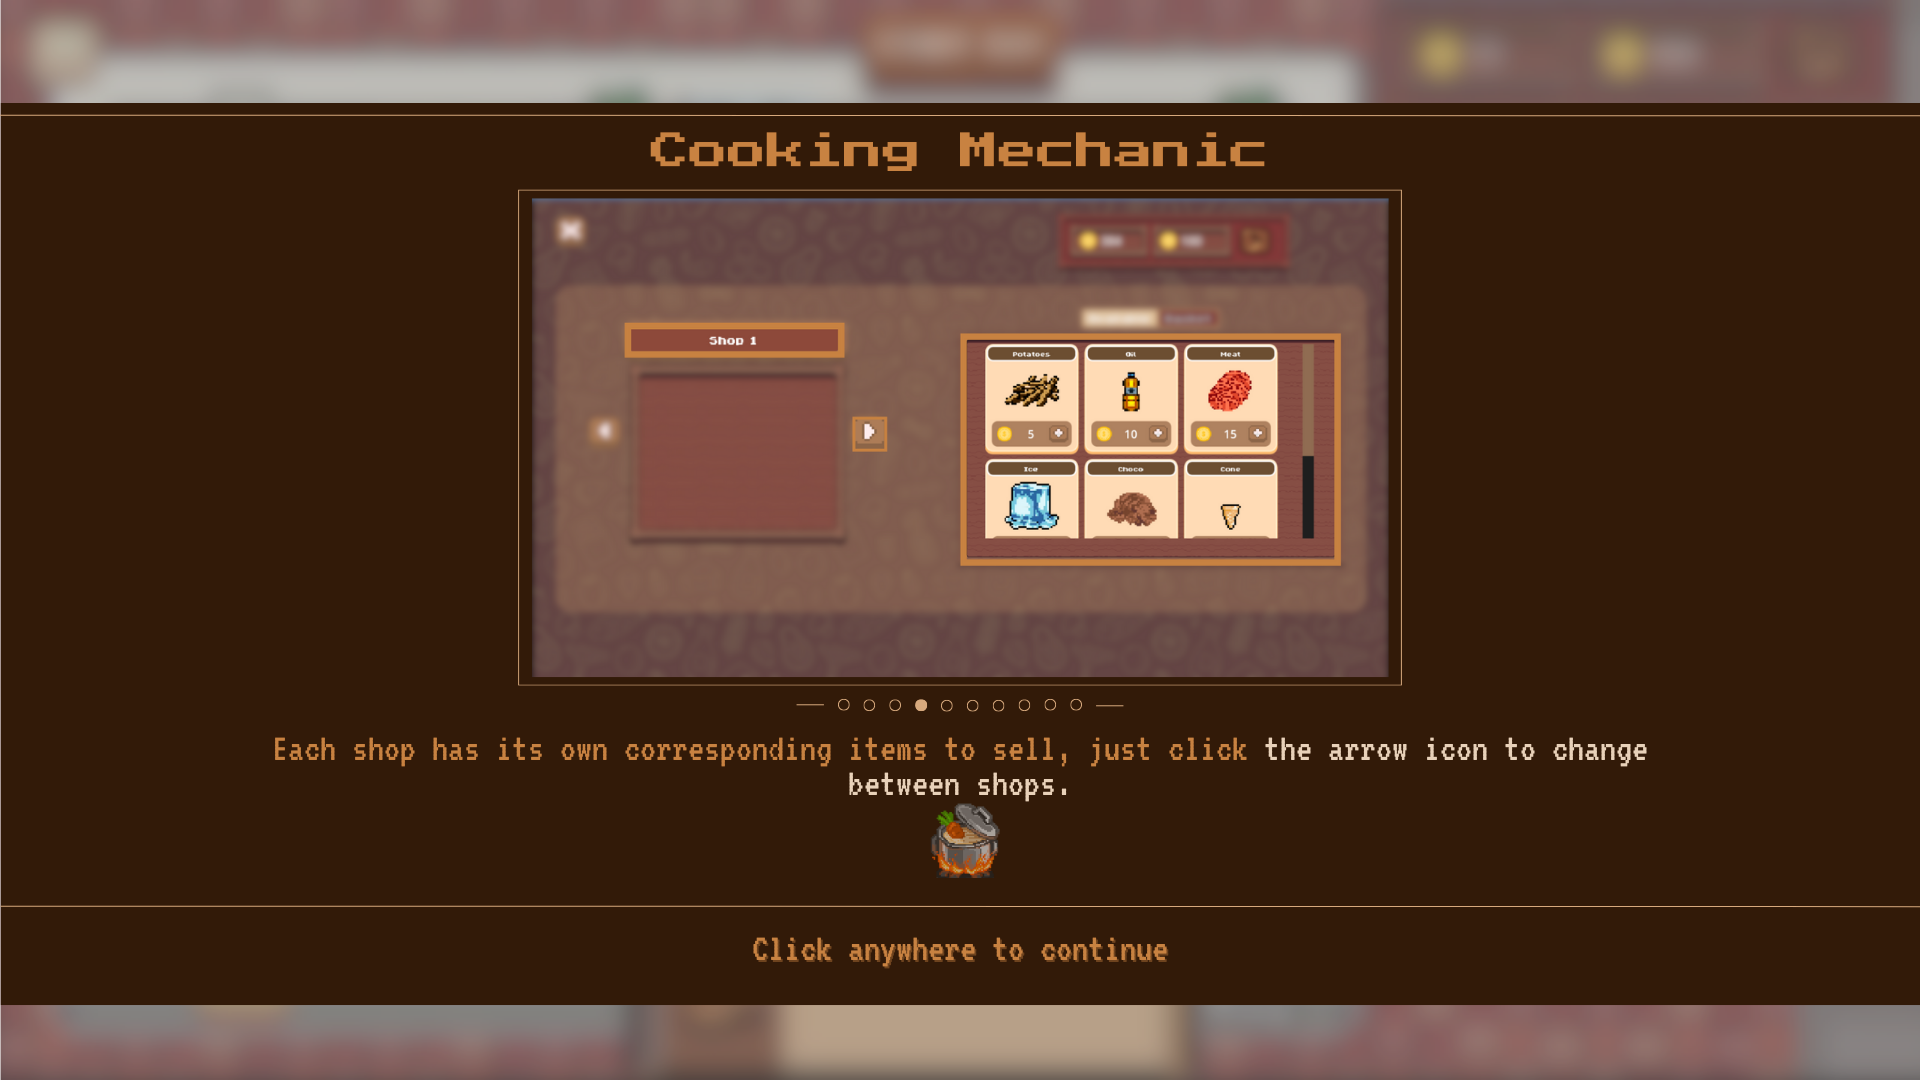 Cooking Mechanic
Shop 1
Potatoes Oil Meat
5 10 15
Ice Choco Cone
Each shop has its own corresponding items to sell, just click the arrow icon to change
between shops.
Click anywhere to continue